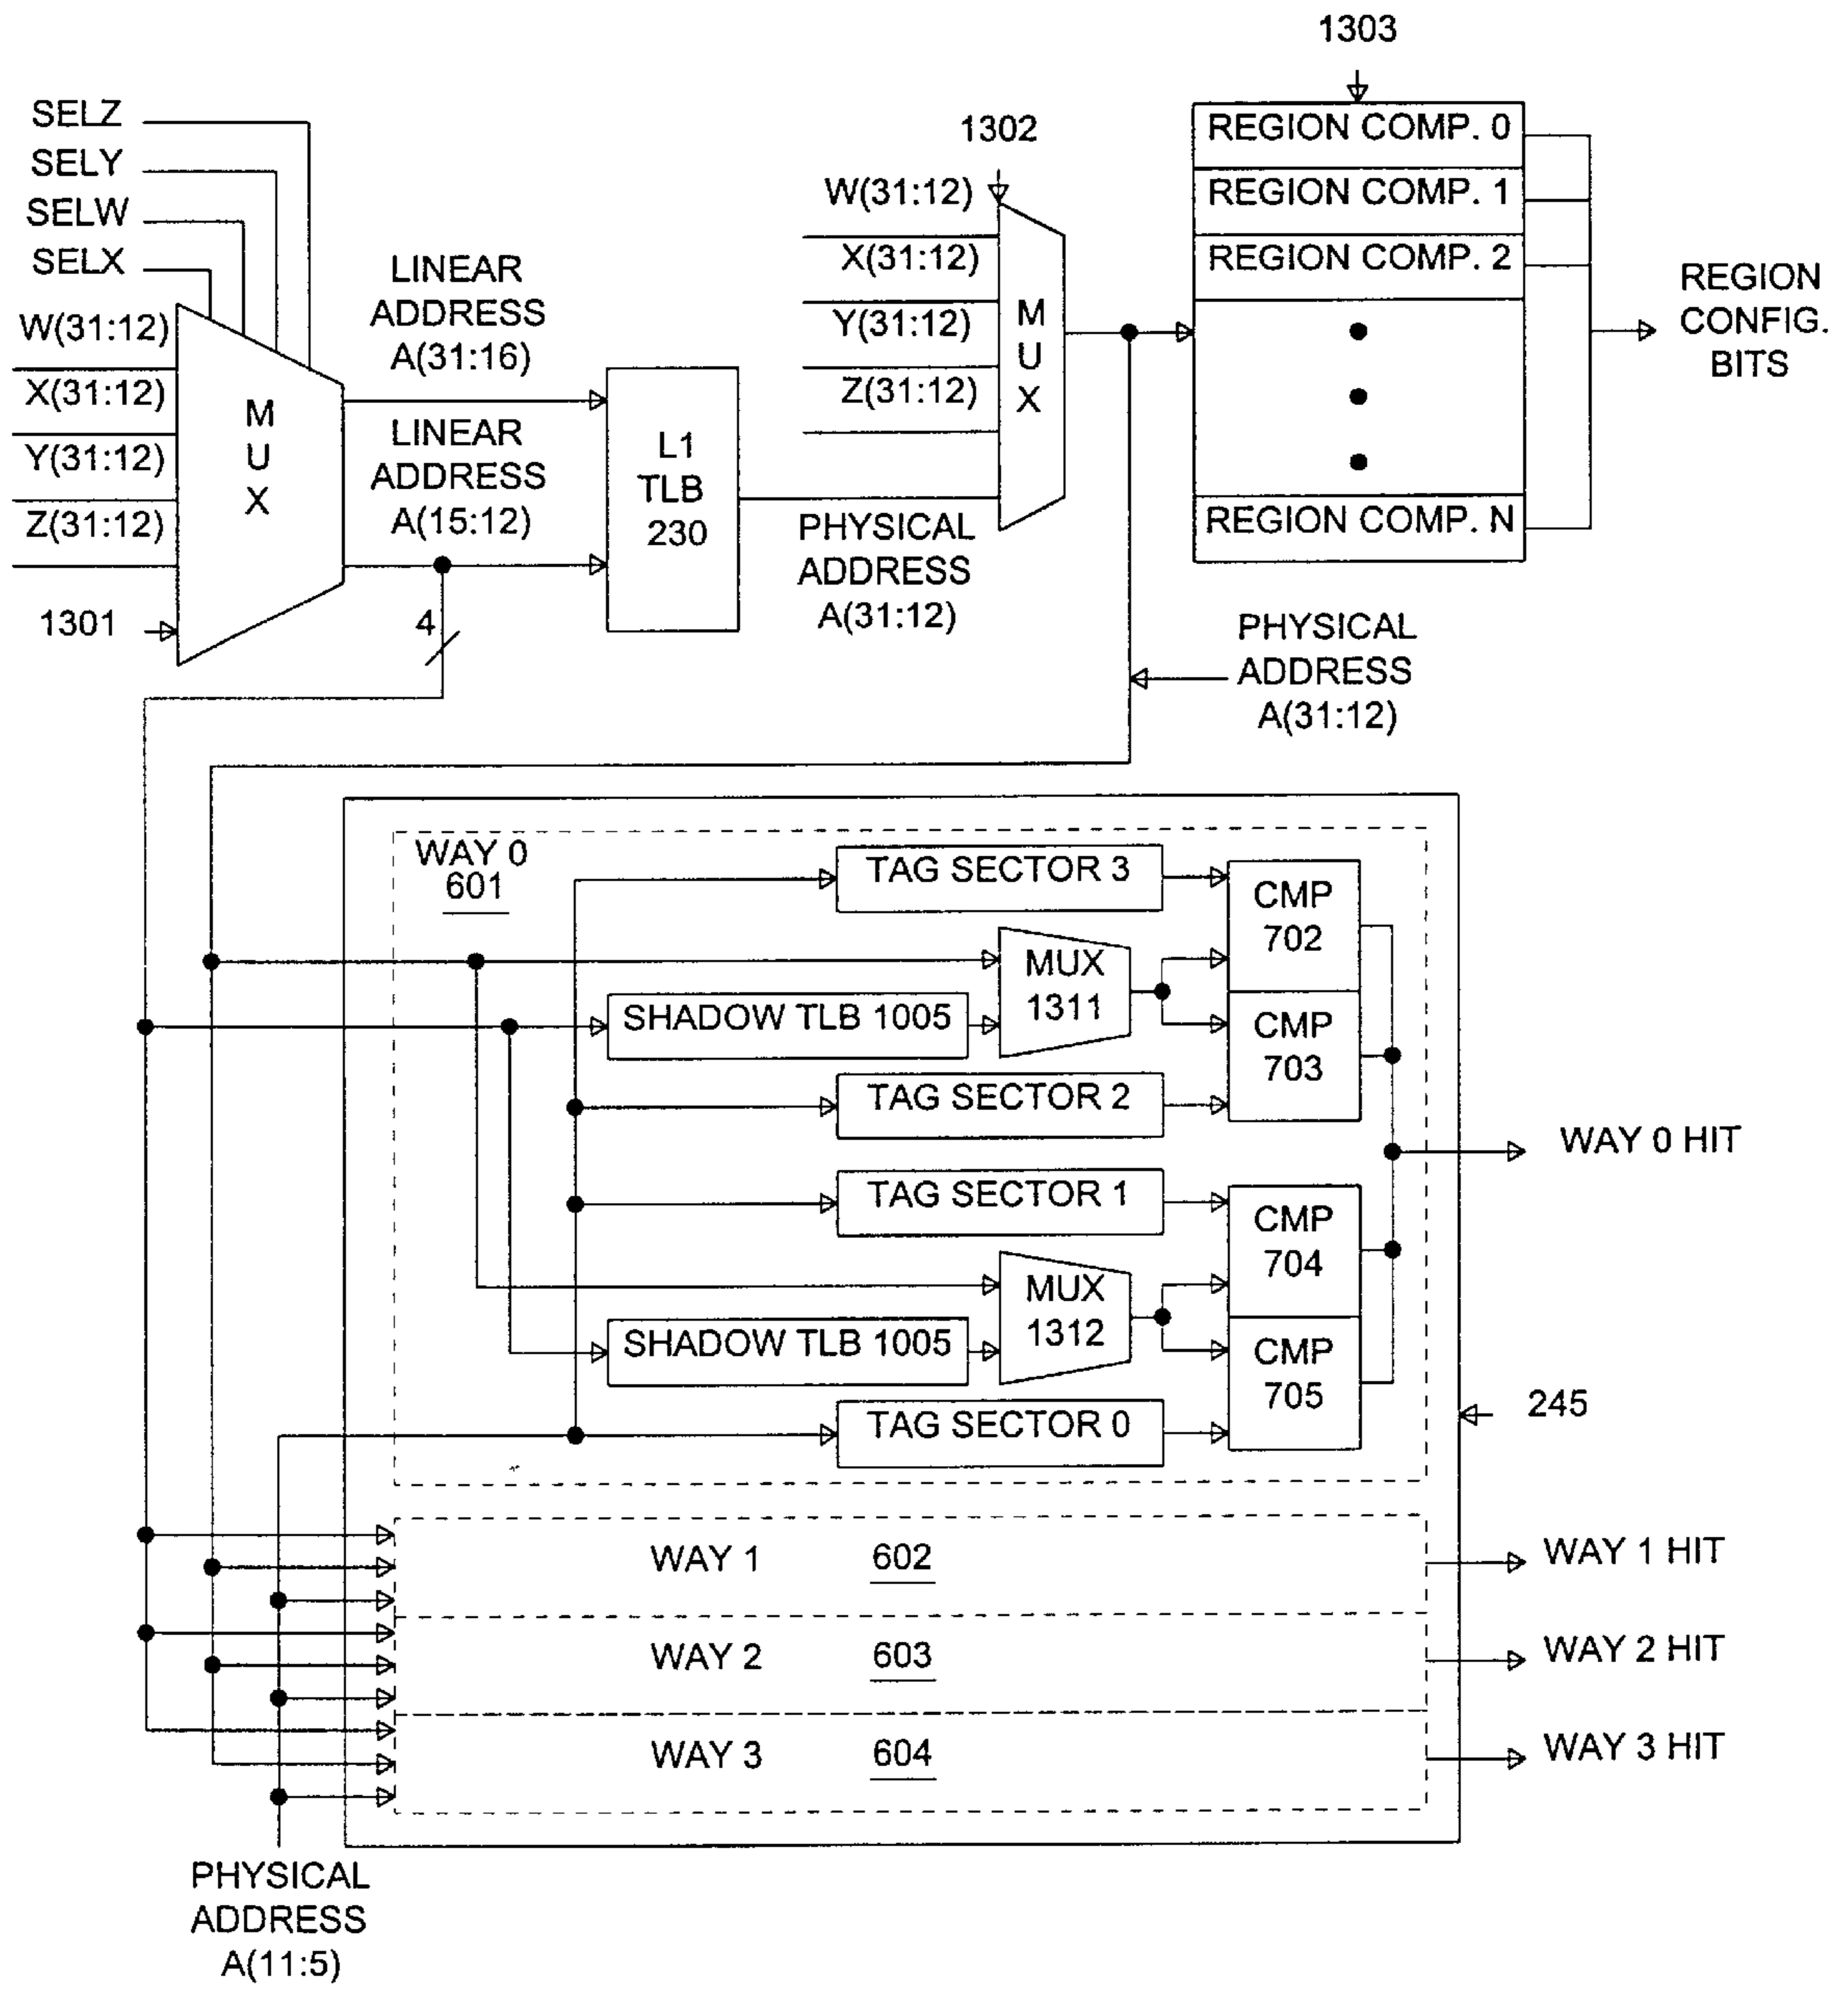 1303
SELZ
SELY
SELW
SELX
W(31:12)
X(31:12)
Y(31:12)
Z(31:12)
1301
M
U
X
LINEAR
ADDRESS
A(31:16)
LINEAR
ADDRESS
A(15:12)
4
L1
TLB
230
1302
W(31:12)
X(31:12)
Y(31:12)
Z(31:12)
M
U
X
PHYSICAL
ADDRESS
A(31:12)
REGION COMP. 0
REGION COMP. 1
REGION COMP. 2
REGION COMP. N
REGION
CONFIG.
BITS
PHYSICAL
ADDRESS
A(31:12)
WAY 0
601
TAG SECTOR 3
CMP
702
MUX
1311
SHADOW TLB 1005
CMP
703
TAG SECTOR 2
WAY 0 HIT
TAG SECTOR 1
CMP
704
MUX
1312
SHADOW TLB 1005
CMP
705
TAG SECTOR 0
245
WAY 1 602
WAY 1 HIT
WAY 2 603
WAY 2 HIT
WAY 3 604
WAY 3 HIT
PHYSICAL
ADDRESS
A(11:5)